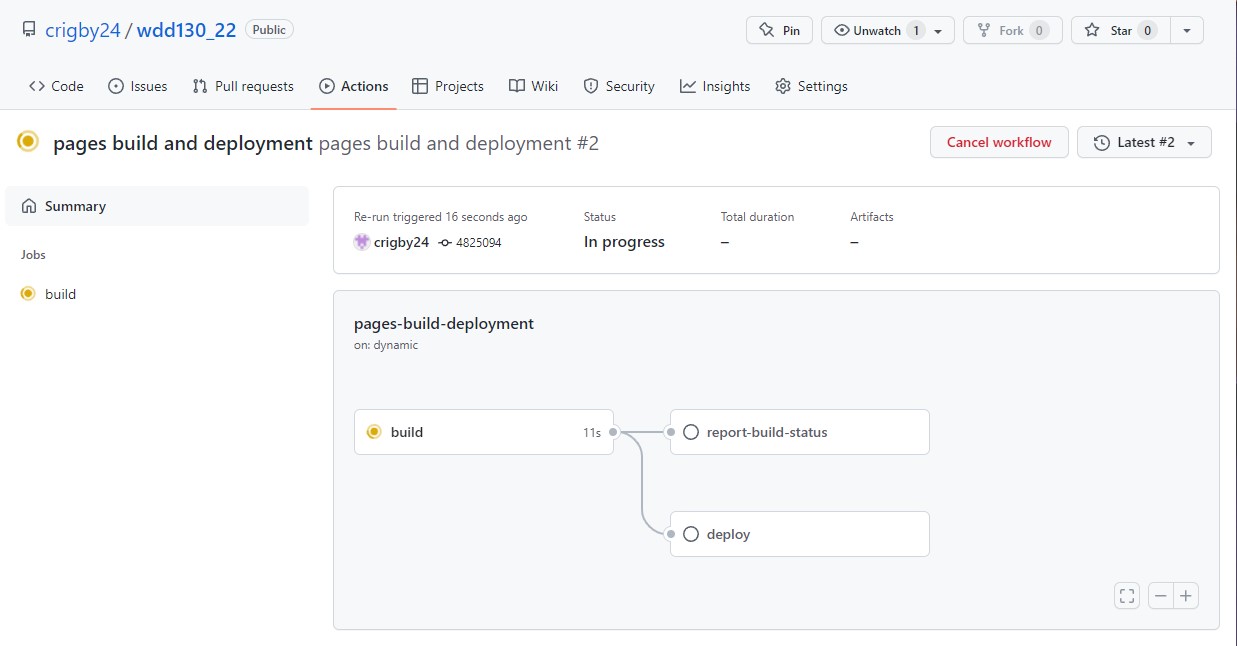 crigby24 / wdd130_22 Public
Pin
Unwatch 1
Fork 0
Star 0
Code
Issues
Pull requests
Actions
Projects
Wiki
Security
Insights
Settings
pages build and deployment pages build and deployment #2
Cancel workflow
Latest #2
Summary
Jobs
build
Re-run triggered 16 seconds ago
crigby24 4825094
Status
In progress
Total duration
–
Artifacts
–
pages-build-deployment
on: dynamic
build 11s
report-build-status
deploy